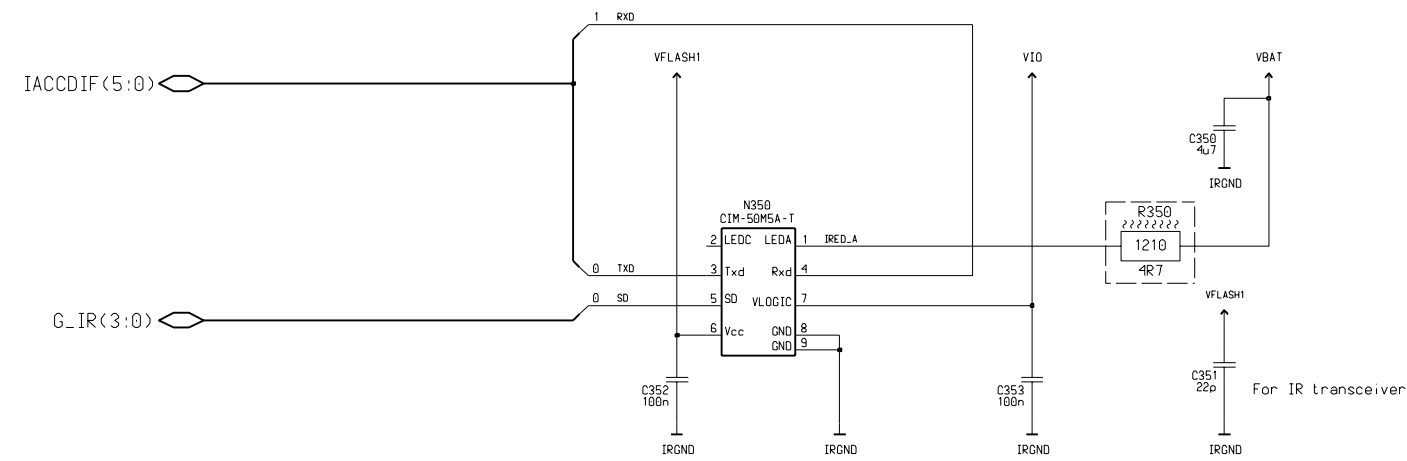 1 RXD
VFLASH1
VIO
VBAT
IACCDIF(5:0)
C350
4u7
IRGND
N350
CIM-50M5A-T
R350
1210
4R7
2 LEDC LEDA 1 IRED_A
0 TXD 3 Txd Rxd 4
0 SD 5 SD VLOGIC 7
G_IR(3:0)
6 Vcc GND 8
GND 9
VFLASH1
C352
100n
C353
100n
C351
22p
For IR transceiver
IRGND
IRGND
IRGND
IRGND